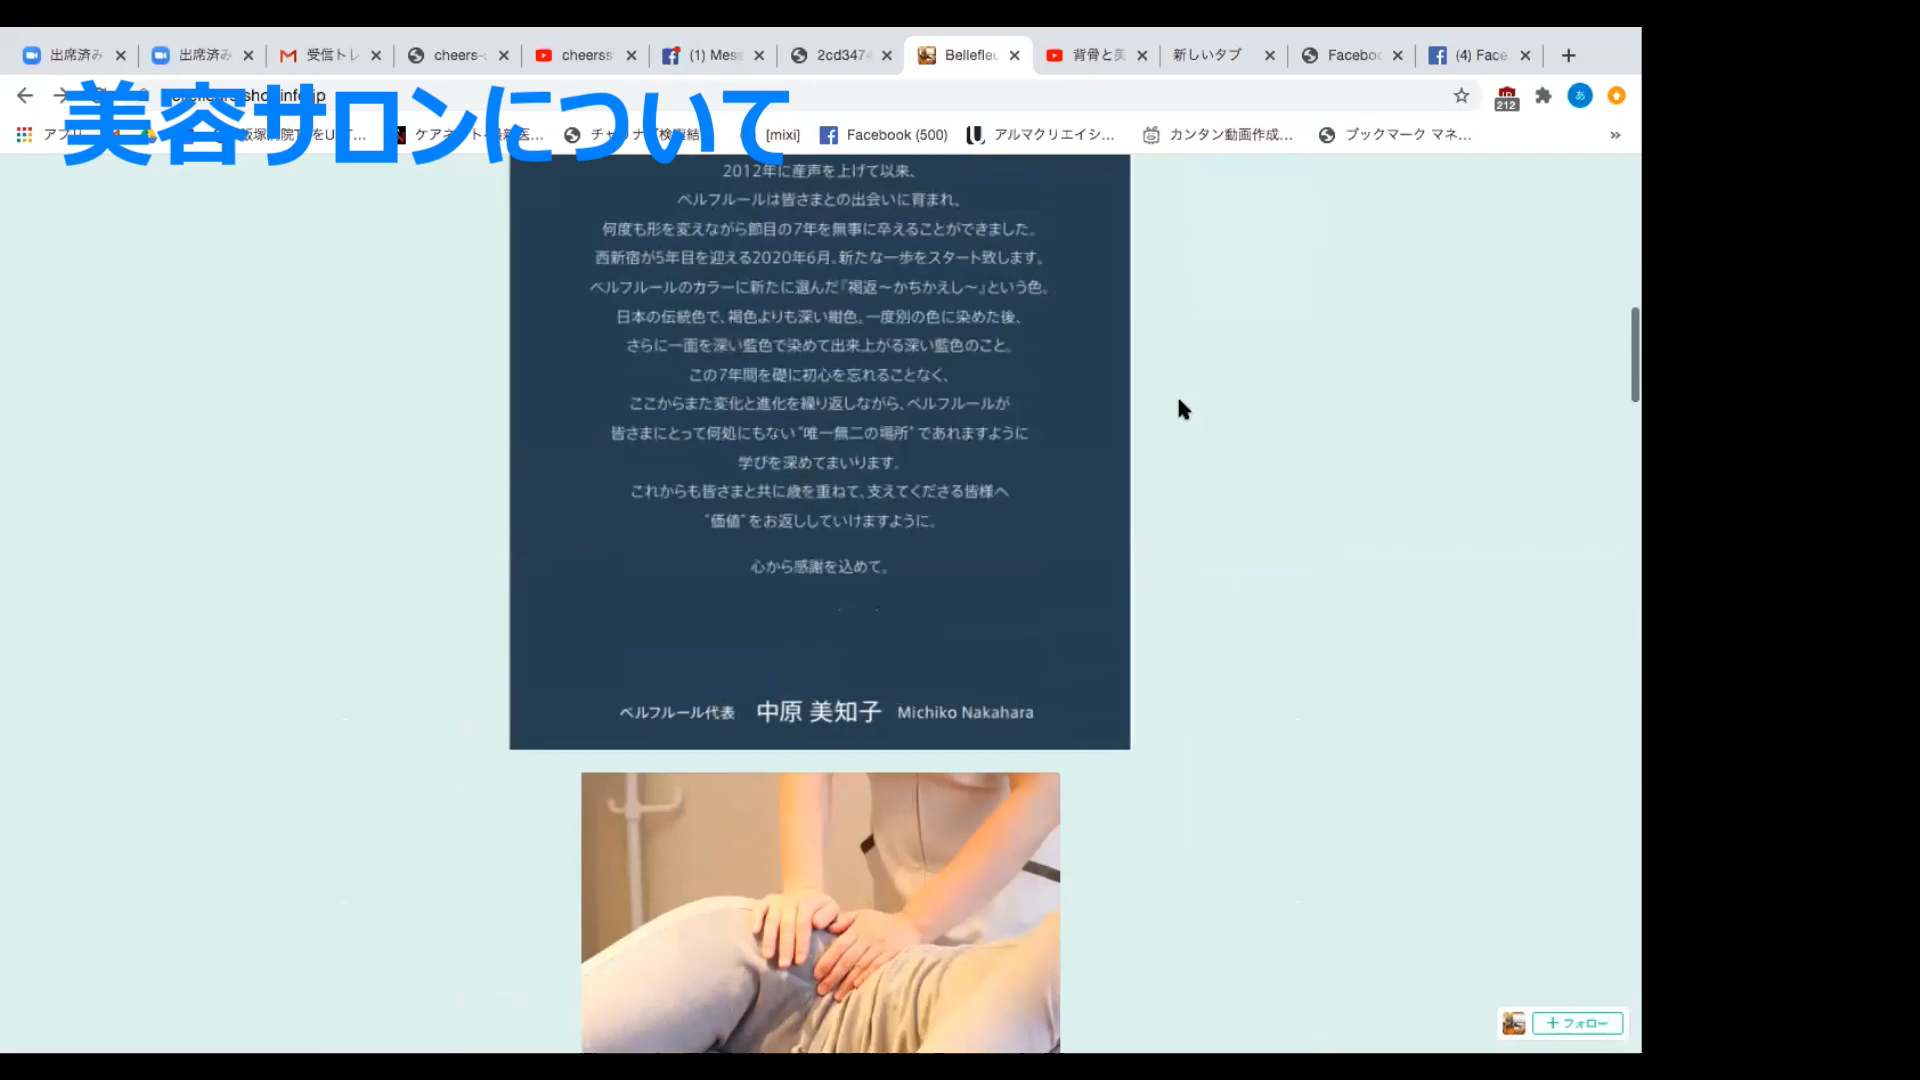 出席済み
出席済み
受信トレ
cheers-
cheerss
(1) Mess
2cd3474
Bellefleu
背骨と美
新しいタブ
Faceboo
(4) Face
美容サロンについて
212
あ
アプリ
ケアネット-最新医...
[mixi]
Facebook (500)
アルマクリエイシ...
カンタン動画作成...
ブックマーク マネ...
»
2012年に産声を上げて以来、
ベルフルールは皆さまとの出会いに育まれ、
何度も形を変えながら節目の7年を無事に卒えることができました。
西新宿が5年目を迎える2020年6月。新たな一歩をスタート致します。
ベルフルールのカラーに新たに選んだ『褐返〜かちかえし〜』という色。
日本の伝統色で、褐色よりも深い紺色。一度別の色に染めた後、
さらに一面を深い藍色で染めて出来上がる深い藍色のこと。
この7年間を礎に初心を忘れることなく、
ここからまた変化と進化を繰り返しながら、ベルフルールが
皆さまにとって何処にもない"唯一無二の場所"であれますように
学びを深めてまいります。
これからも皆さまと共に歳を重ねて、支えてくださる皆様へ
"価値"をお返ししていけますように。
心から感謝を込めて。
ベルフルール代表 中原 美知子 Michiko Nakahara
+ フォロー